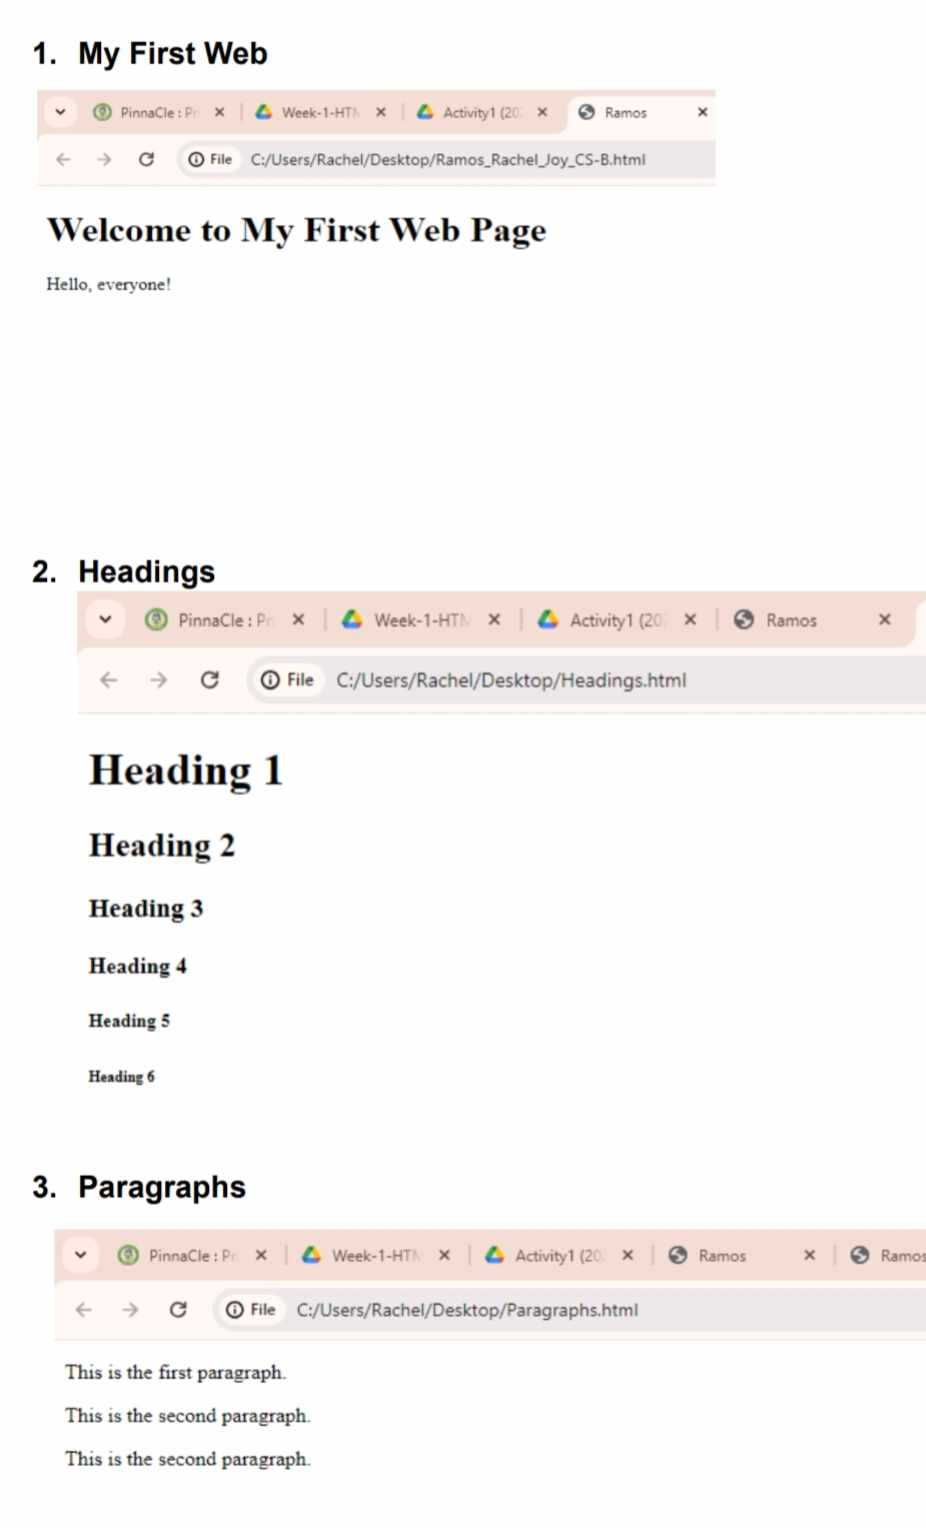 1. My First Web
PinnaCle : Pr Week-1-HTM Activity1 (20 Ramos
File C:/Users/Rachel/Desktop/Ramos_Rachel_Joy_CS-B.html
Welcome to My First Web Page
Hello, everyone!
2. Headings
PinnaCle : Pr Week-1-HTM Activity1 (20 Ramos
File C:/Users/Rachel/Desktop/Headings.html
Heading 1
Heading 2
Heading 3
Heading 4
Heading 5
Heading 6
3. Paragraphs
PinnaCle : Pr Week-1-HTM Activity1 (20 Ramos Ramos
File C:/Users/Rachel/Desktop/Paragraphs.html
This is the first paragraph.
This is the second paragraph.
This is the second paragraph.